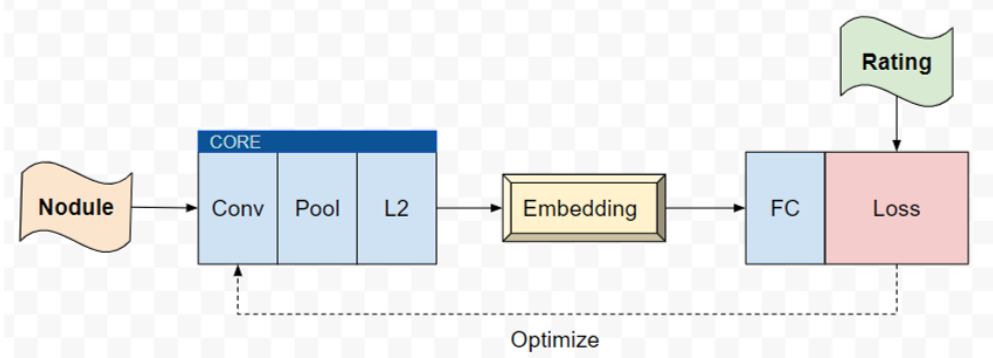 Rating
CORE
Nodule
Conv
Pool
L2
Embedding
FC
Loss
Optimize